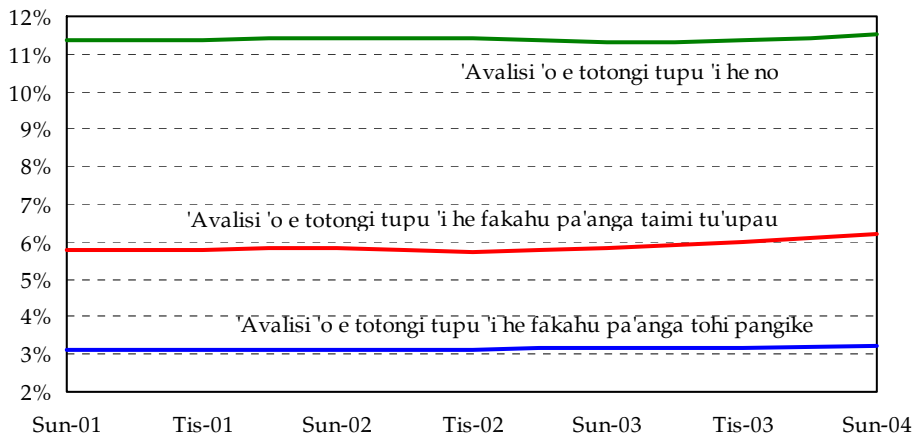 12%
11%
'Avalisi 'o e totongi tupu 'i he no
10%
9%
8%
7%
'Avalisi 'o e totongi tupu 'i he fakahu pa'anga taimi tu'upau
6%
5%
4%
'Avalisi 'o e totongi tupu 'i he fakahu pa'anga tohi pangike
3%
2%
Sun-01 Tis-01 Sun-02 Tis-02 Sun-03 Tis-03 Sun-04